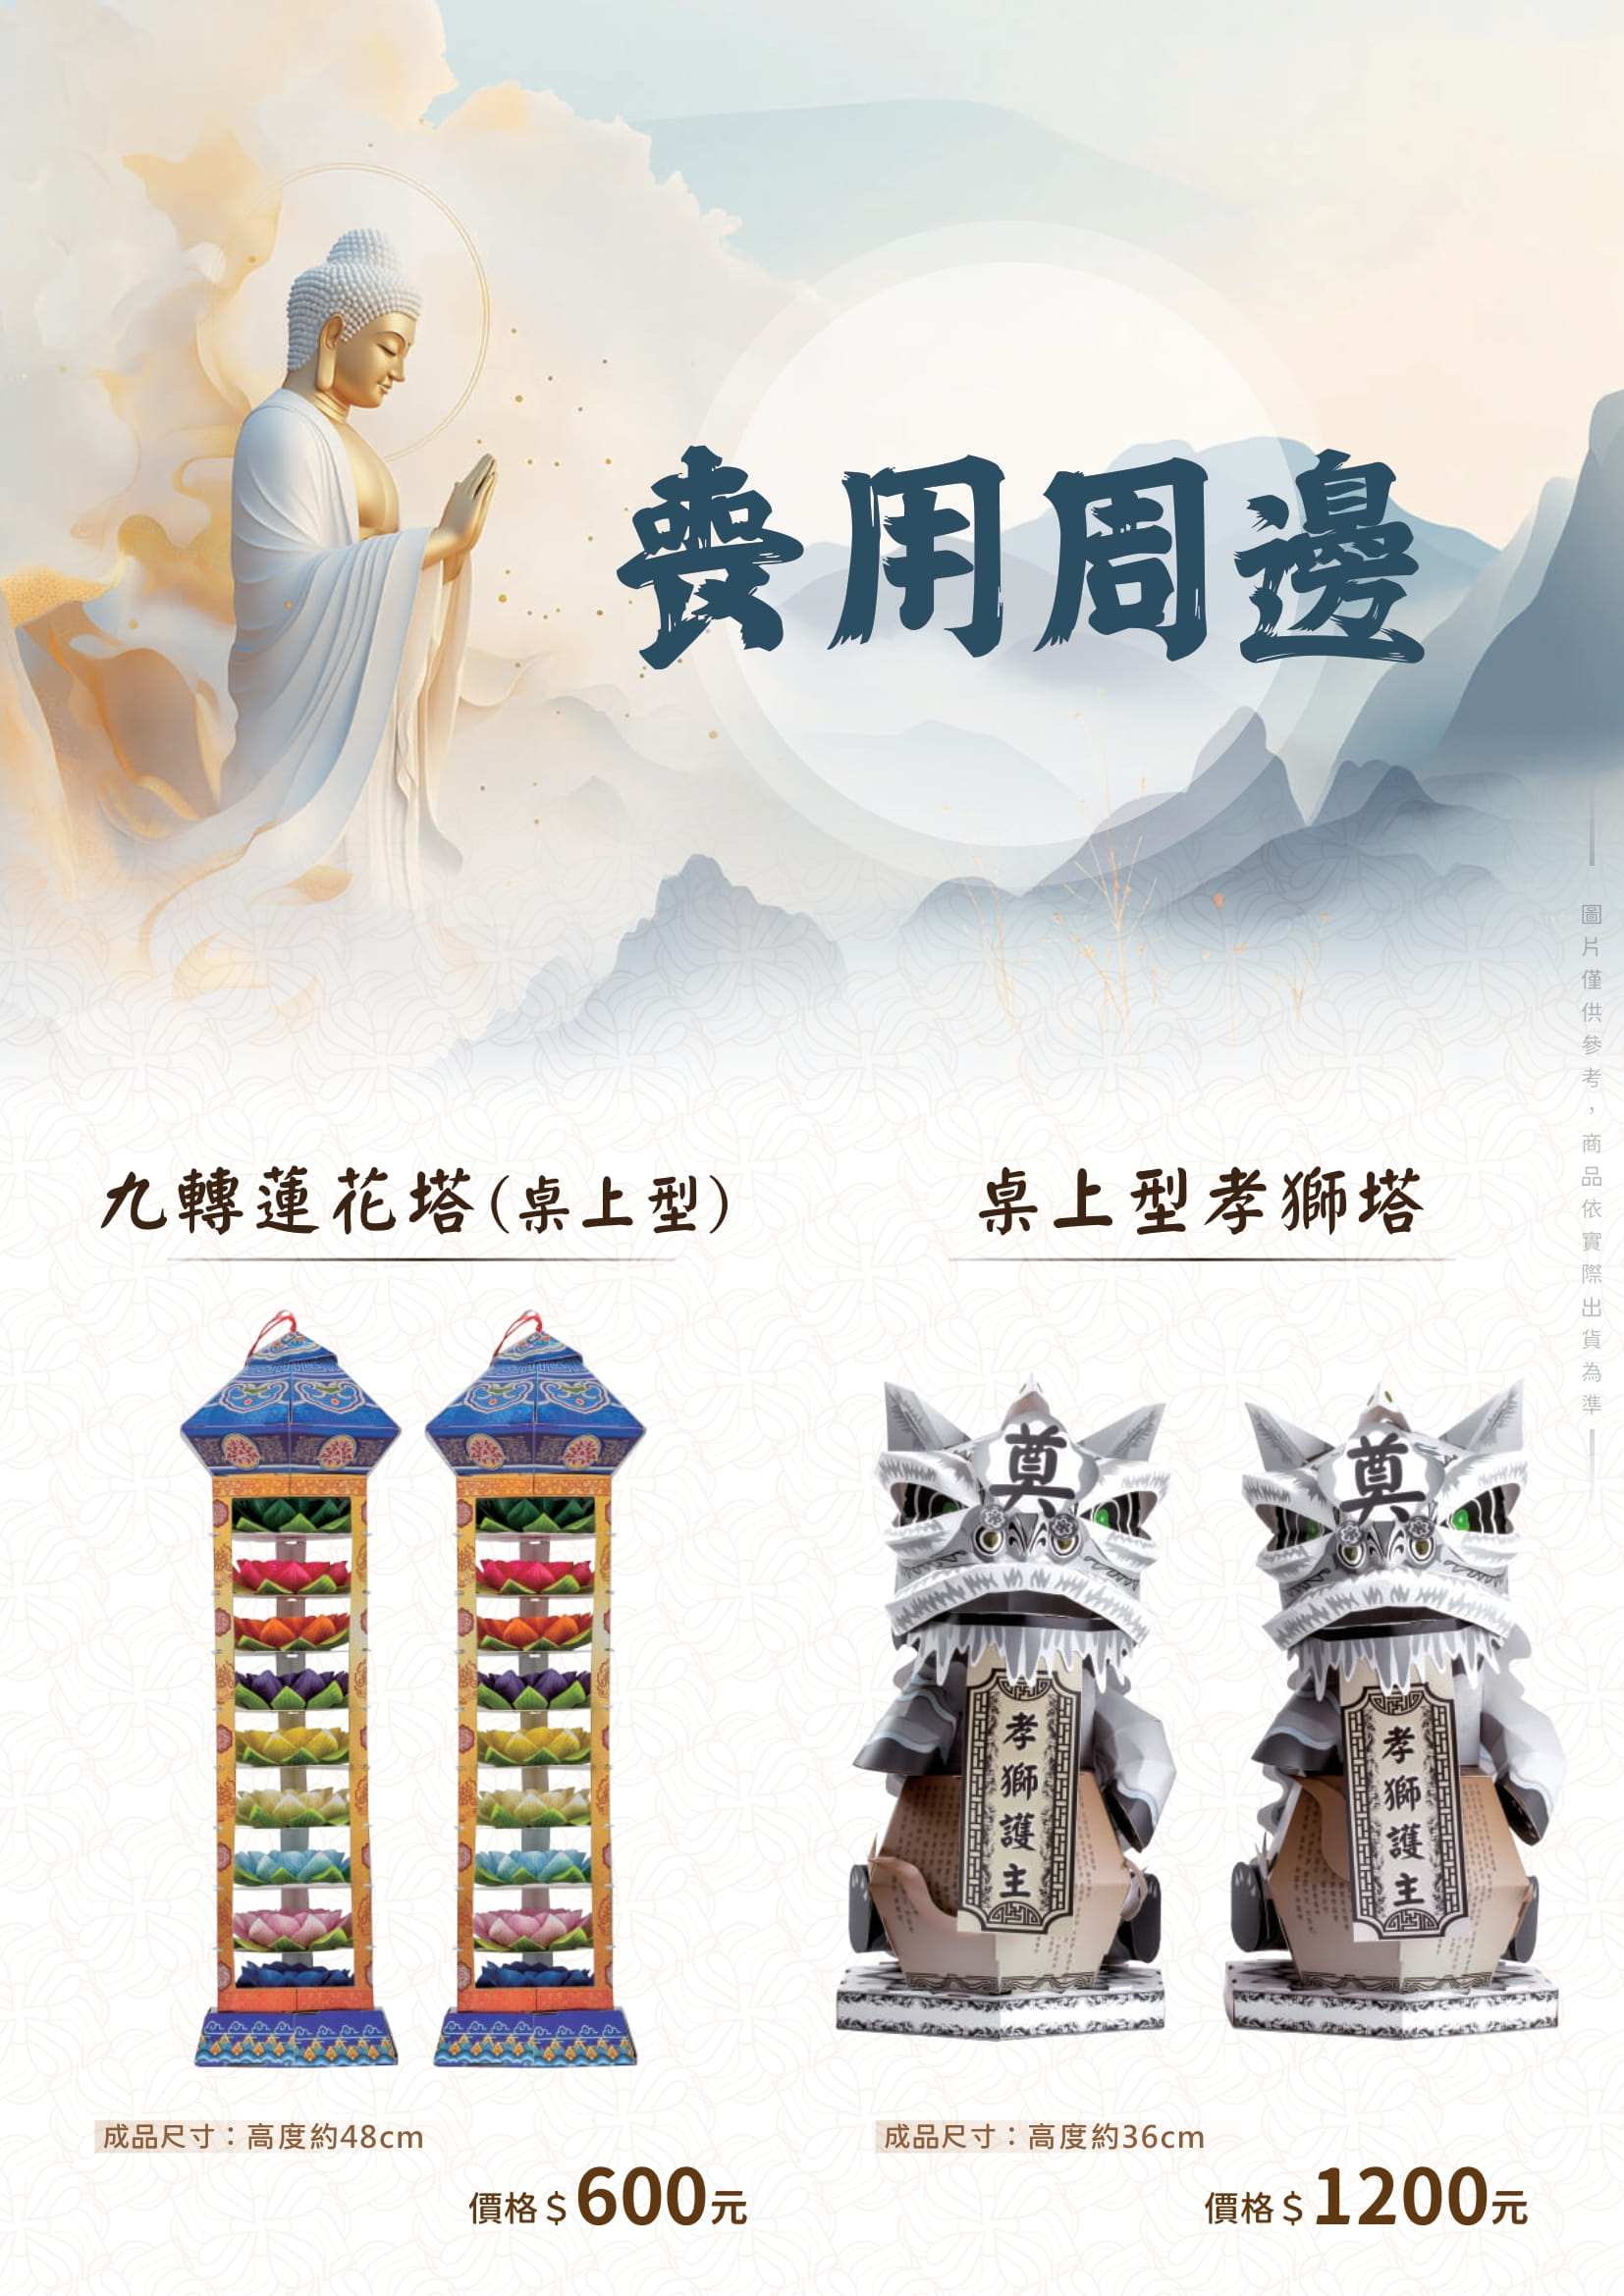 喪用周邊
圖片僅供參考，商品依實際出貨為準
九轉蓮花塔(桌上型)
桌上型孝獅塔
奠
奠
孝獅護主
孝獅護主
成品尺寸：高度約48cm
價格$600元
成品尺寸：高度約36cm
價格$1200元